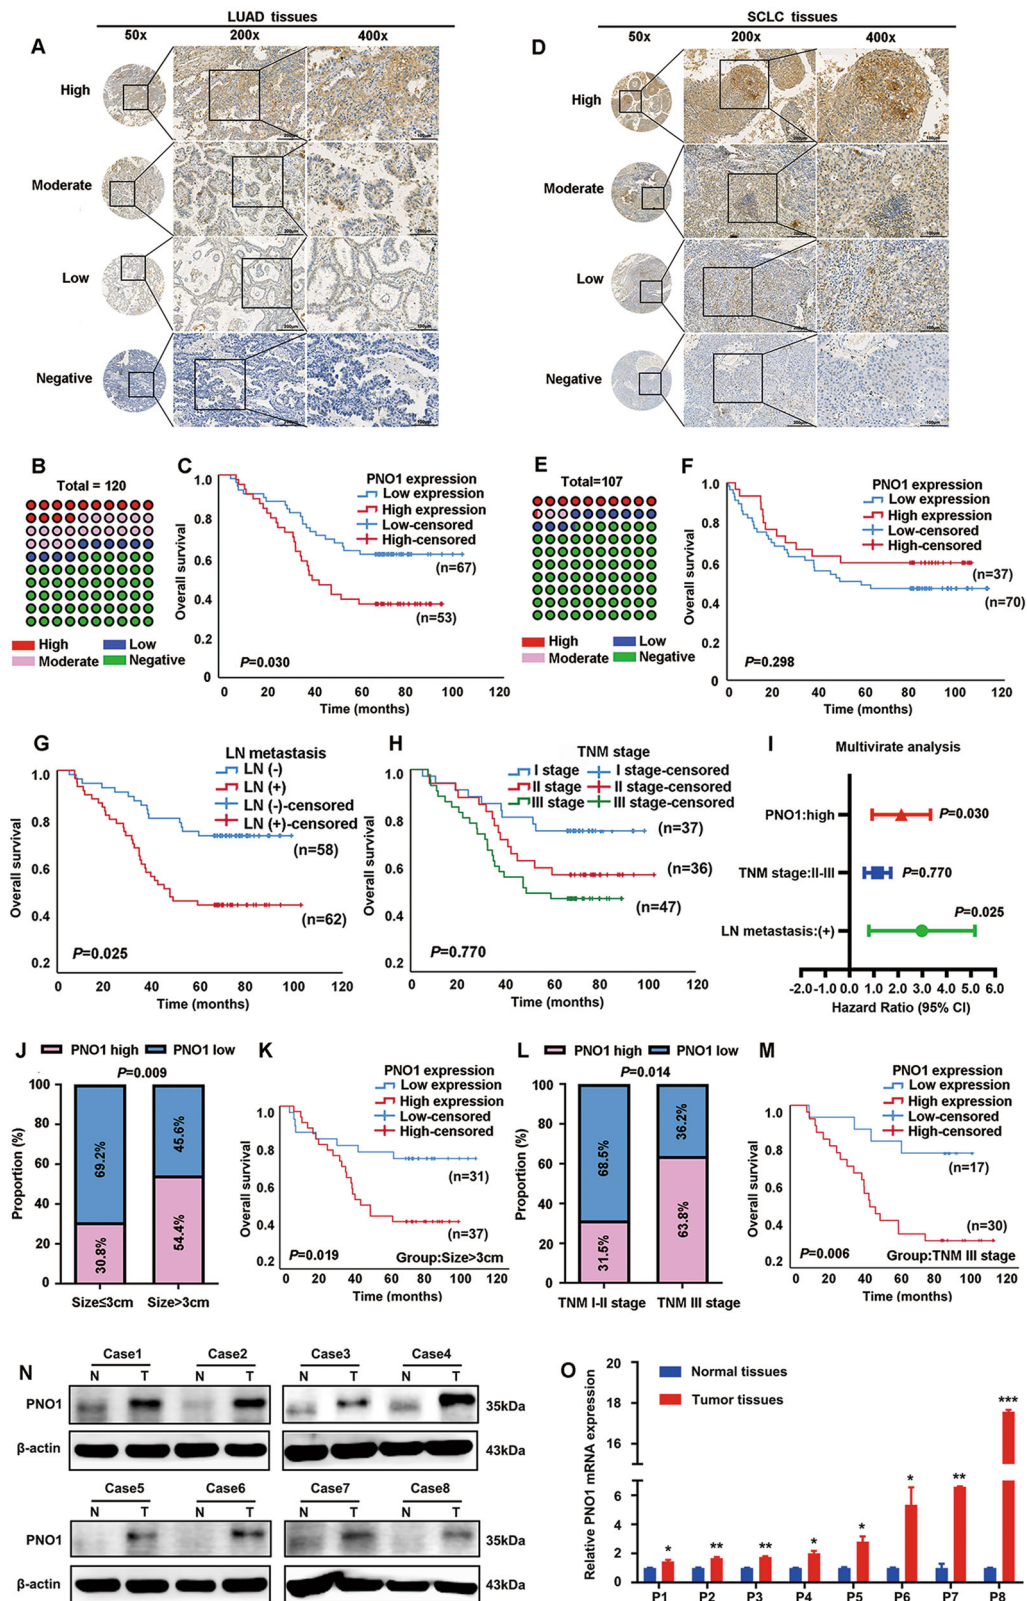 LUAD tissues
A 50x 200x 400x
High
Moderate
Low
Negative
SCLC tissues
D 50x 200x 400x
High
Moderate
Low
Negative
B
Total = 120
High Low
Moderate Negative
C
PNO1 expression
Low expression
High expression
Low-censored
High-censored
(n=67)
(n=53)
P=0.030
Overall survival
1.0
0.8
0.6
0.4
0.2
0
0 20 40 60 80 100 120
Time (months)
E
Total=107
High Low
Moderate Negative
F
PNO1 expression
Low expression
High expression
Low-censored
High-censored
(n=37)
(n=70)
P=0.298
Overall survival
1.0
0.8
0.6
0.4
0.2
0
0 20 40 60 80 100 120
Time (months)
G
LN metastasis
LN (-)
LN (+)
LN (-)-censored
LN (+)-censored
(n=58)
(n=62)
P=0.025
Overall survival
1.0
0.8
0.6
0.4
0.2
0 20 40 60 80 100 120
Time (months)
H
TNM stage
I stage I stage-censored
II stage II stage-censored
III stage III stage-censored
(n=37)
(n=36)
(n=47)
P=0.770
Overall survival
1.0
0.8
0.6
0.4
0.2
0 20 40 60 80 100 120
Time (months)
I
Multivirate analysis
PNO1:high P=0.030
TNM stage:II-III P=0.770
LN metastasis:(+) P=0.025
-2.0 -1.0 0.0 1.0 2.0 3.0 4.0 5.0 6.0
Hazard Ratio (95% CI)
J PNO1 high PNO1 low
P=0.009
Proportion (%)
100
80
60
40
20
0
69.2%
30.8%
45.6%
54.4%
Size≤3cm Size>3cm
K
PNO1 expression
Low expression
High expression
Low-censored
High-censored
(n=31)
(n=37)
P=0.019 Group:Size>3cm
Overall survival
1.0
0.8
0.6
0.4
0.2
0 20 40 60 80 100 120
Time (months)
L PNO1 high PNO1 low
P=0.014
Proportion (%)
100
80
60
40
20
0
68.5%
31.5%
36.2%
63.8%
TNM I-II stage TNM III stage
M
PNO1 expression
Low expression
High expression
Low-censored
High-censored
(n=17)
(n=30)
P=0.006 Group:TNM III stage
Overall survival
1.0
0.8
0.6
0.4
0.2
0 20 40 60 80 100 120
Time (months)
N
Case1 Case2 Case3 Case4
N T N T N T N T
PNO1 35kDa
β-actin 43kDa
Case5 Case6 Case7 Case8
N T N T N T N T
PNO1 35kDa
β-actin 43kDa
O
Normal tissues
Tumor tissues
Relative PNO1 mRNA expression
20
18
16
6
4
2
0
* ** ** * * * ** ***
P1 P2 P3 P4 P5 P6 P7 P8